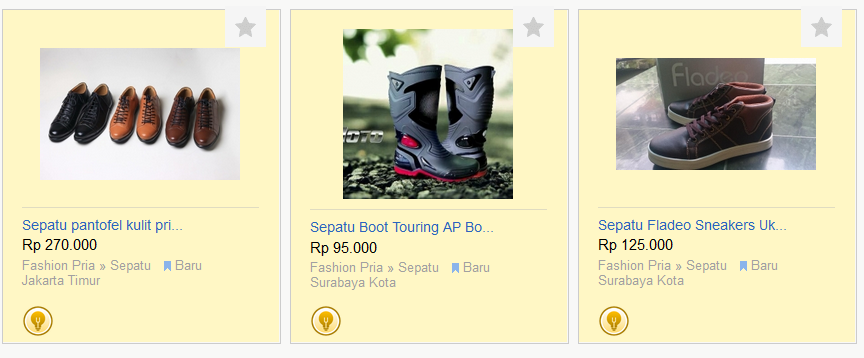 Sepatu pantofel kulit pri...
Rp 270.000
Fashion Pria » Sepatu Baru
Jakarta Timur
MOTO
Sepatu Boot Touring AP Bo...
Rp 95.000
Fashion Pria » Sepatu Baru
Surabaya Kota
Fladeo
Sepatu Fladeo Sneakers Uk...
Rp 125.000
Fashion Pria » Sepatu Baru
Surabaya Kota